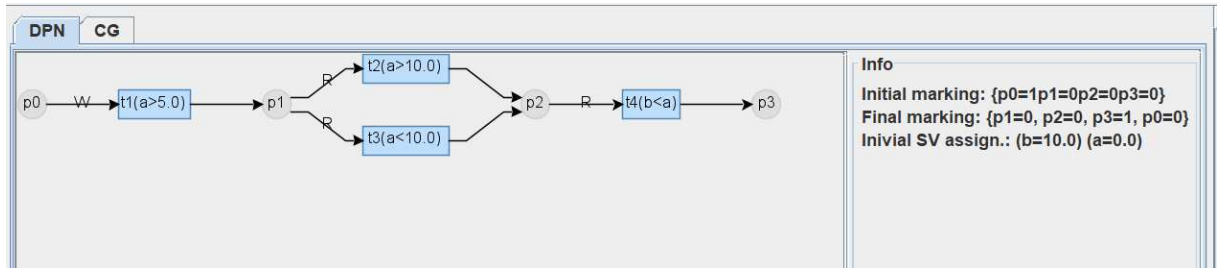 DPN CG
p0 W t1(a>5.0) p1 R t2(a>10.0) R t3(a<10.0) p2 R t4(b<a) p3
Info
Initial marking: {p0=1p1=0p2=0p3=0}
Final marking: {p1=0, p2=0, p3=1, p0=0}
Inivial SV assign.: (b=10.0) (a=0.0)